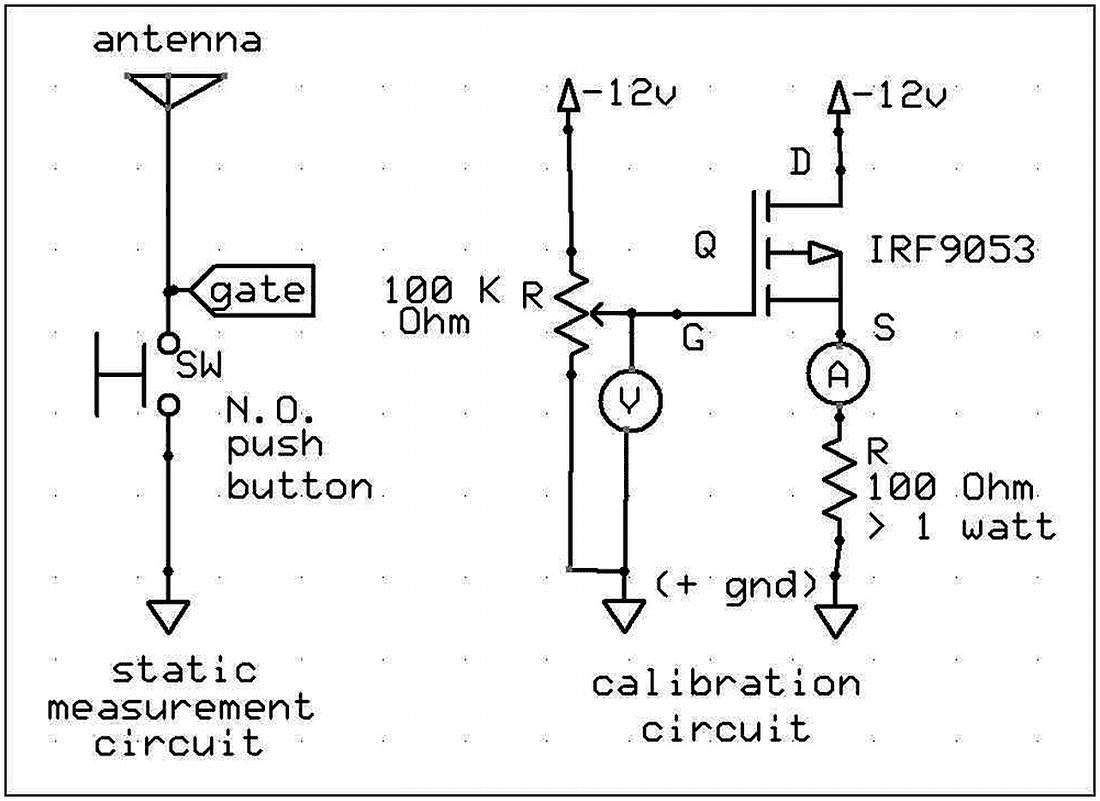 antenna
gate
SW
N.O.
push
button
static
measurement
circuit
-12v
-12v
D
Q
IRF9053
100 K R
Ohm
G
S
V
A
R
100 Ohm
> 1 watt
(+ gnd)
calibration
circuit